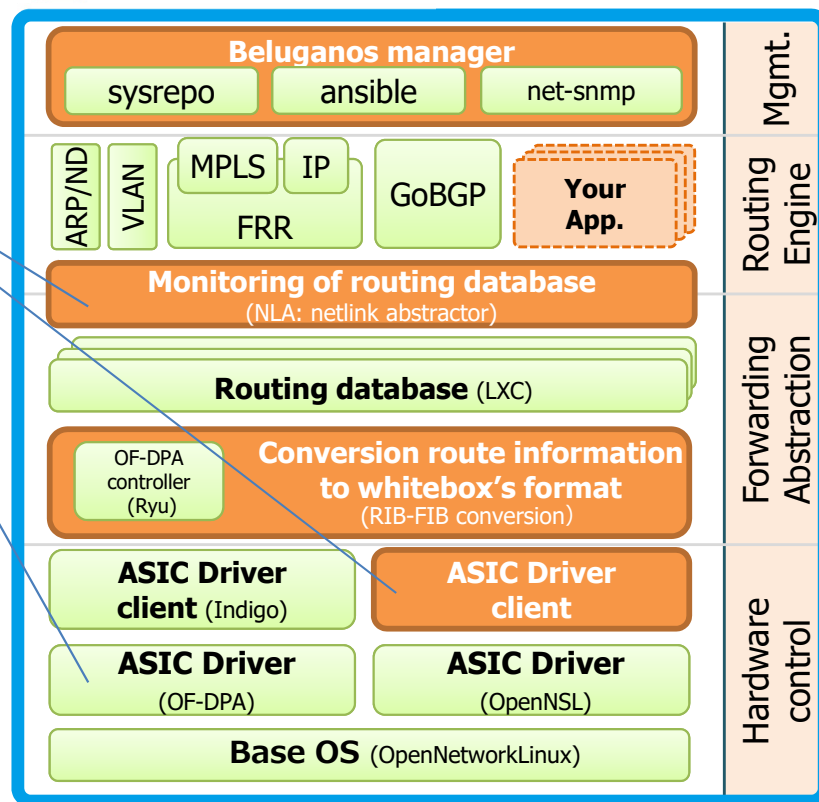 Beluganos manager
sysrepo
ansible
net-snmp
Mgmt.
ARP/ND
VLAN
MPLS
IP
FRR
GoBGP
Your
App.
Routing
Engine
Monitoring of routing database
(NLA: netlink abstractor)
Routing database (LXC)
OF-DPA
controller
(Ryu)
Conversion route information
to whitebox’s format
(RIB-FIB conversion）
Forwarding
Abstraction
ASIC Driver
client (Indigo)
ASIC Driver
client
ASIC Driver
(OF-DPA)
ASIC Driver
(OpenNSL)
Base OS (OpenNetworkLinux)
Hardware
control